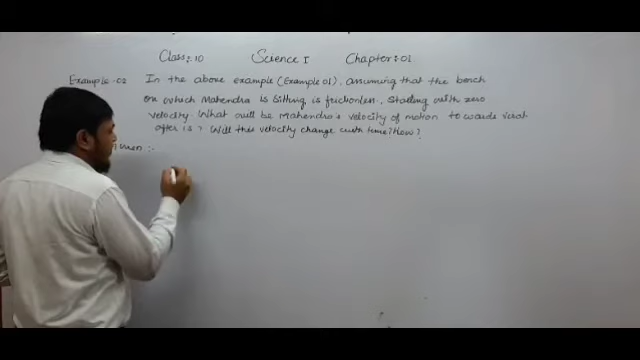 Class: 10 Science I Chapter: 01
Example-02 In the above example (Example 01), assuming that the bench
on which Mahendra is sitting is frictionless, starting with zero
velocity. What will be Mahendra's velocity of motion towards virat
after 1s? Will this velocity change with time? How?
Given :-